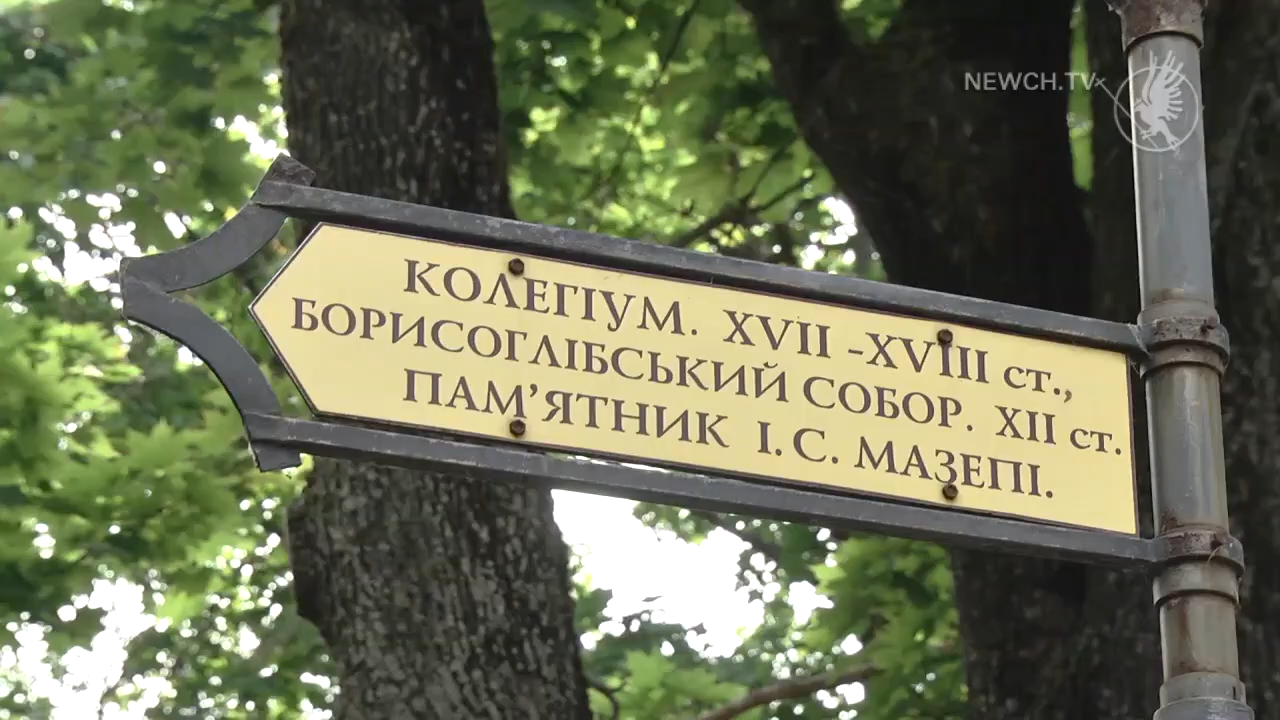 NEWCH.TV
КОЛЕГІУМ. XVII -XVIII ст.,
БОРИСОГЛІБСЬКИЙ СОБОР. XII ст.
ПАМ’ЯТНИК І. С. МАЗЕПІ.